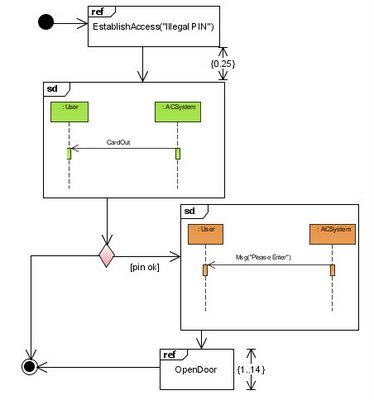 ref
EstablishAccess("Illegal PIN")
{0.25}
sd
: User
: ACSystem
CardOut
sd
: User
: ACSystem
Msg("Please Enter")
[pin ok]
ref
OpenDoor
{1..14 }